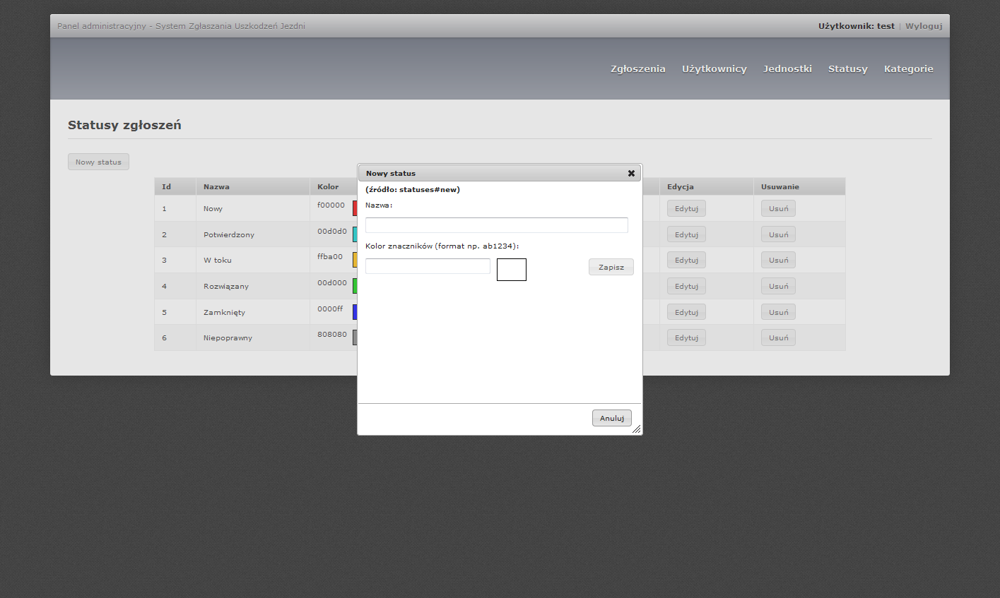 Panel administracyjny - System Zgłaszania Uszkodzeń Jezdni
Użytkownik: test | Wyloguj
Zgłoszenia Użytkownicy Jednostki Statusy Kategorie
Statusy zgłoszeń
Nowy status
Id Nazwa Kolor Edycja Usuwanie
1 Nowy f00000 Edytuj Usuń
2 Potwierdzony 00d0d0 Edytuj Usuń
3 W toku ffba00 Edytuj Usuń
4 Rozwiązany 00d000 Edytuj Usuń
5 Zamknięty 0000ff Edytuj Usuń
6 Niepoprawny 808080 Edytuj Usuń
Nowy status
(źródło: statuses#new)
Nazwa:
Kolor znaczników (format np. ab1234):
Zapisz
Anuluj